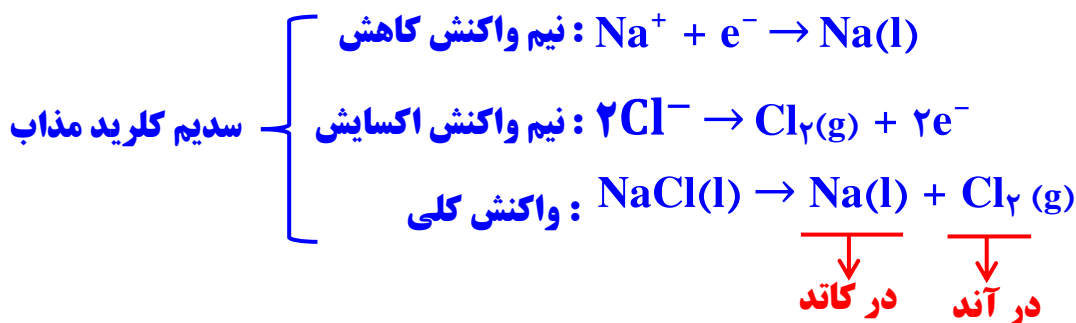 نیم واکنش کاهش : Na⁺ + e⁻ → Na(l)
سدیم کلرید مذاب
نیم واکنش اکسایش : ۲Cl⁻ → Cl₂(g) + ۲e⁻
واکنش کلی : NaCl(l) → Na(l) + Cl₂ (g)
در کاتد
در آند